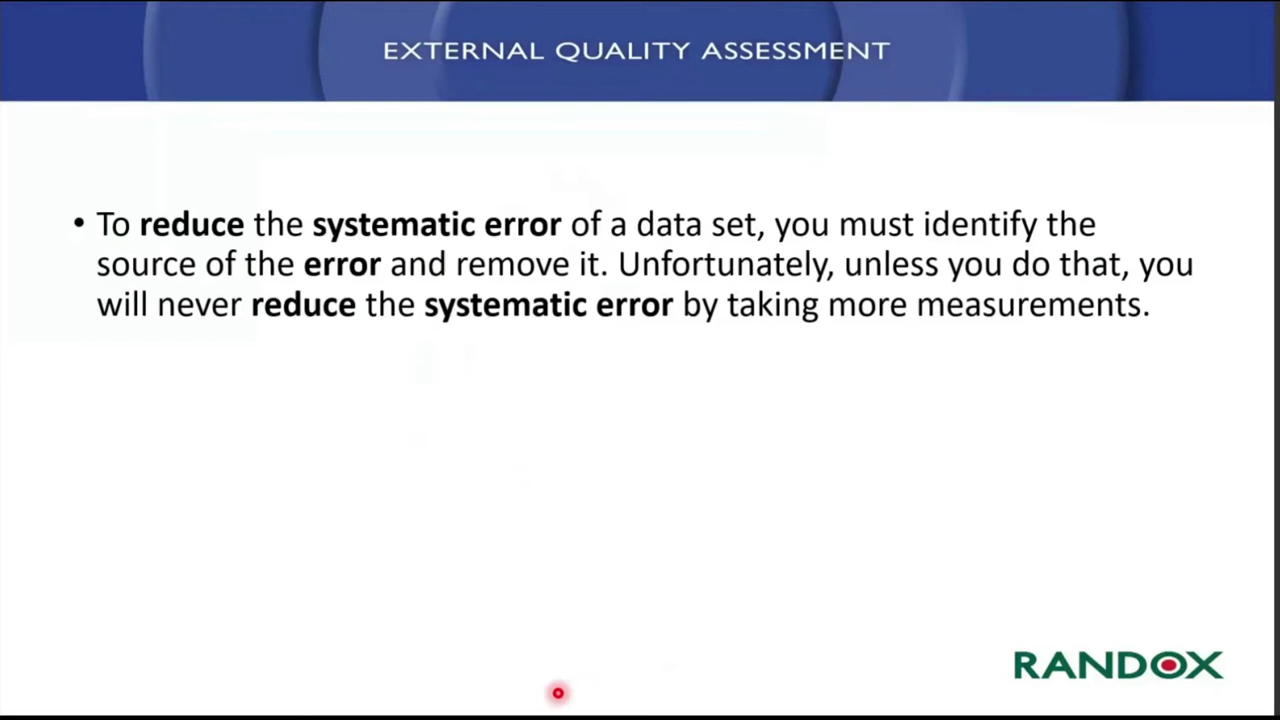 EXTERNAL QUALITY ASSESSMENT
• To reduce the systematic error of a data set, you must identify the
source of the error and remove it. Unfortunately, unless you do that, you
will never reduce the systematic error by taking more measurements.
RANDOX